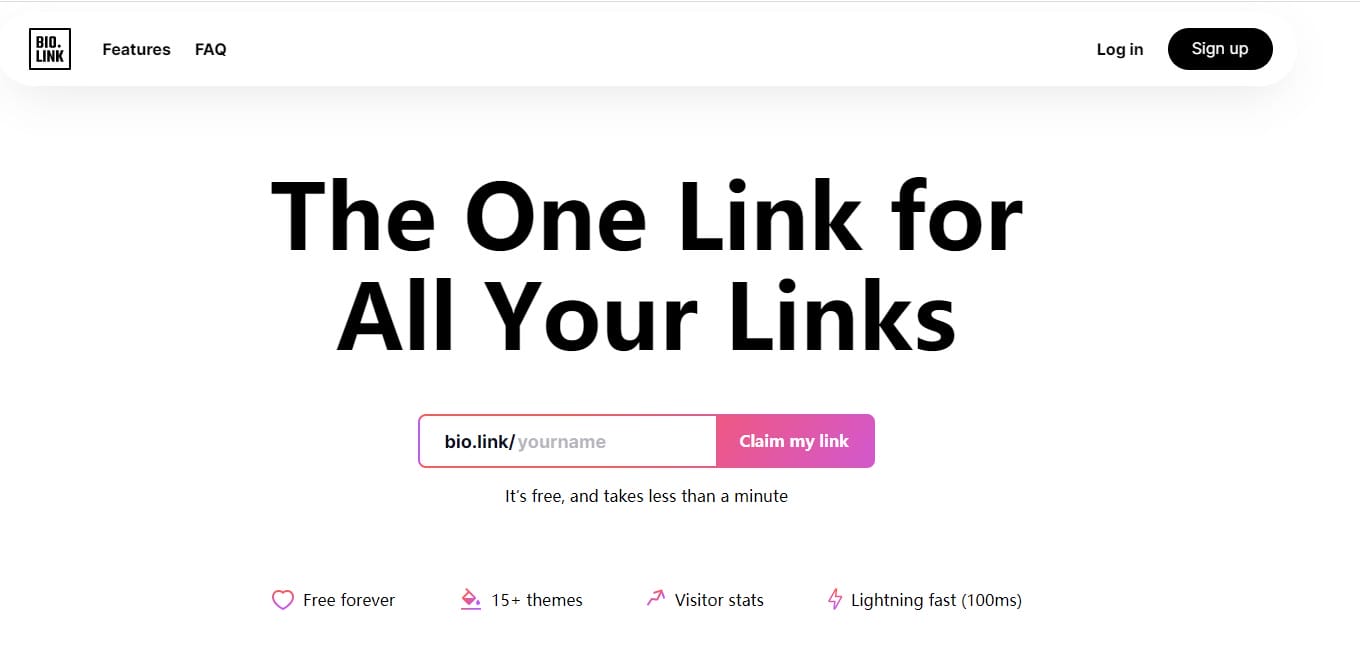 BIO.
LINK
Features
FAQ
Log in
Sign up
The One Link for
All Your Links
bio.link/yourname
Claim my link
It's free, and takes less than a minute
Free forever
15+ themes
Visitor stats
Lightning fast (100ms)